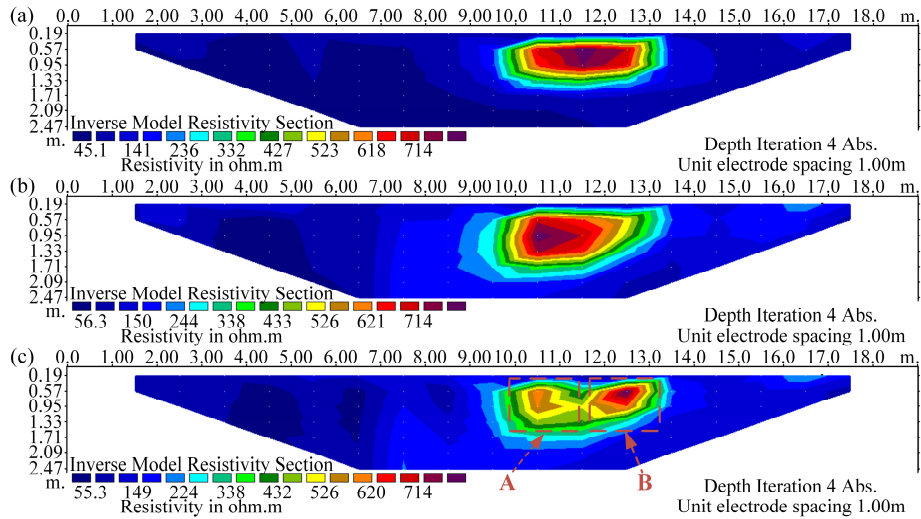 (a) 0.0 1,00 2,00 3,00 4,00 5,00 6,00 7,00 8,00 9,00 10,0 11,0 12,0 13,0 14,0 15,0 16,0 17,0 18,0 m.
0.19
0.57
0.95
1.33
1.71
2.09
2.47
m.
Inverse Model Resistivity Section
45.1 141 236 332 427 523 618 714
Resistivity in ohm.m
Depth Iteration 4 Abs.
Unit electrode spacing 1.00m
(b) 0.0 1,00 2,00 3,00 4,00 5,00 6,00 7,00 8,00 9,00 10,0 11,0 12,0 13,0 14,0 15,0 16,0 17,0 18,0 m.
0.19
0.57
0.95
1.33
1.71
2.09
2.47
m.
Inverse Model Resistivity Section
56.3 150 244 338 433 526 621 714
Resistivity in ohm.m
Depth Iteration 4 Abs.
Unit electrode spacing 1.00m
(c) 0.0 1,00 2,00 3,00 4,00 5,00 6,00 7,00 8,00 9,00 10,0 11,0 12,0 13,0 14,0 15,0 16,0 17,0 18,0 m.
0.19
0.57
0.95
1.33
1.71
2.09
2.47
m.
Inverse Model Resistivity Section
55.3 149 224 338 432 526 620 714
Resistivity in ohm.m
A B
Depth Iteration 4 Abs.
Unit electrode spacing 1.00m